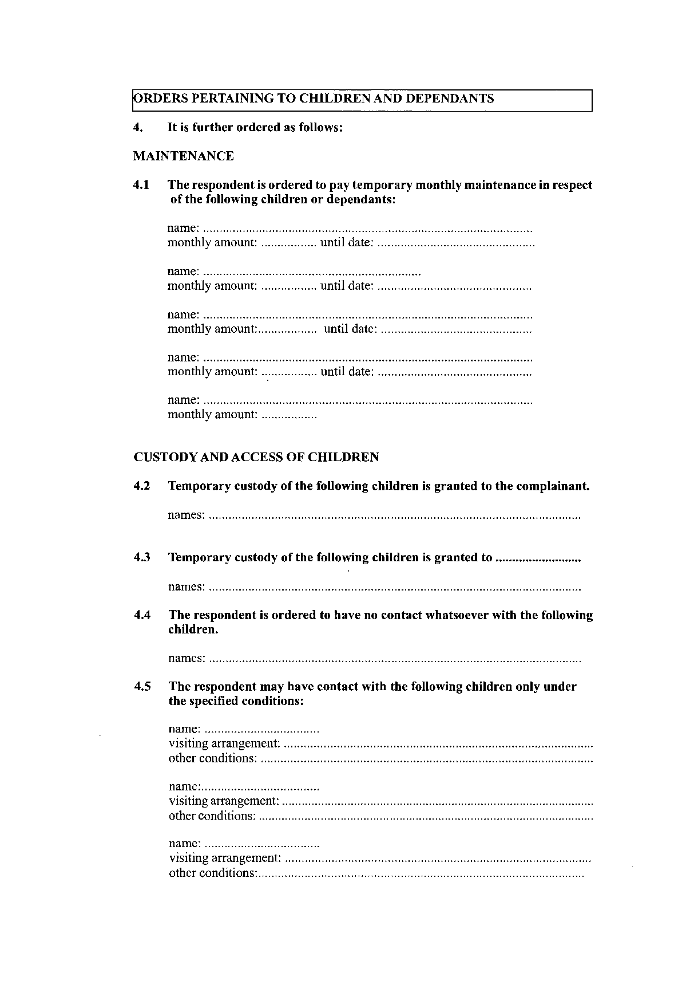 ORDERS PERTAINING TO CHILDREN AND DEPENDANTS
4. It is further ordered as follows:
MAINTENANCE
4.1 The respondent is ordered to pay temporary monthly maintenance in respect
of the following children or dependants:
name: ....................................................................................................
monthly amount: ................. until date: ................................................
name: ..................................................................
monthly amount: ................. until date: ...............................................
name: ....................................................................................................
monthly amount:.................. until date: ..............................................
name: ....................................................................................................
monthly amount: ................. until date: ...............................................
name: ....................................................................................................
monthly amount: .................
CUSTODY AND ACCESS OF CHILDREN
4.2 Temporary custody of the following children is granted to the complainant.
names: .................................................................................................................
4.3 Temporary custody of the following children is granted to ..........................
names: .................................................................................................................
4.4 The respondent is ordered to have no contact whatsoever with the following
children.
names: .................................................................................................................
4.5 The respondent may have contact with the following children only under
the specified conditions:
name: ...................................
visiting arrangement: ..............................................................................................
other conditions: .....................................................................................................
name:....................................
visiting arrangement: ..............................................................................................
other conditions: .....................................................................................................
name: ...................................
visiting arrangement: .............................................................................................
other conditions:...................................................................................................